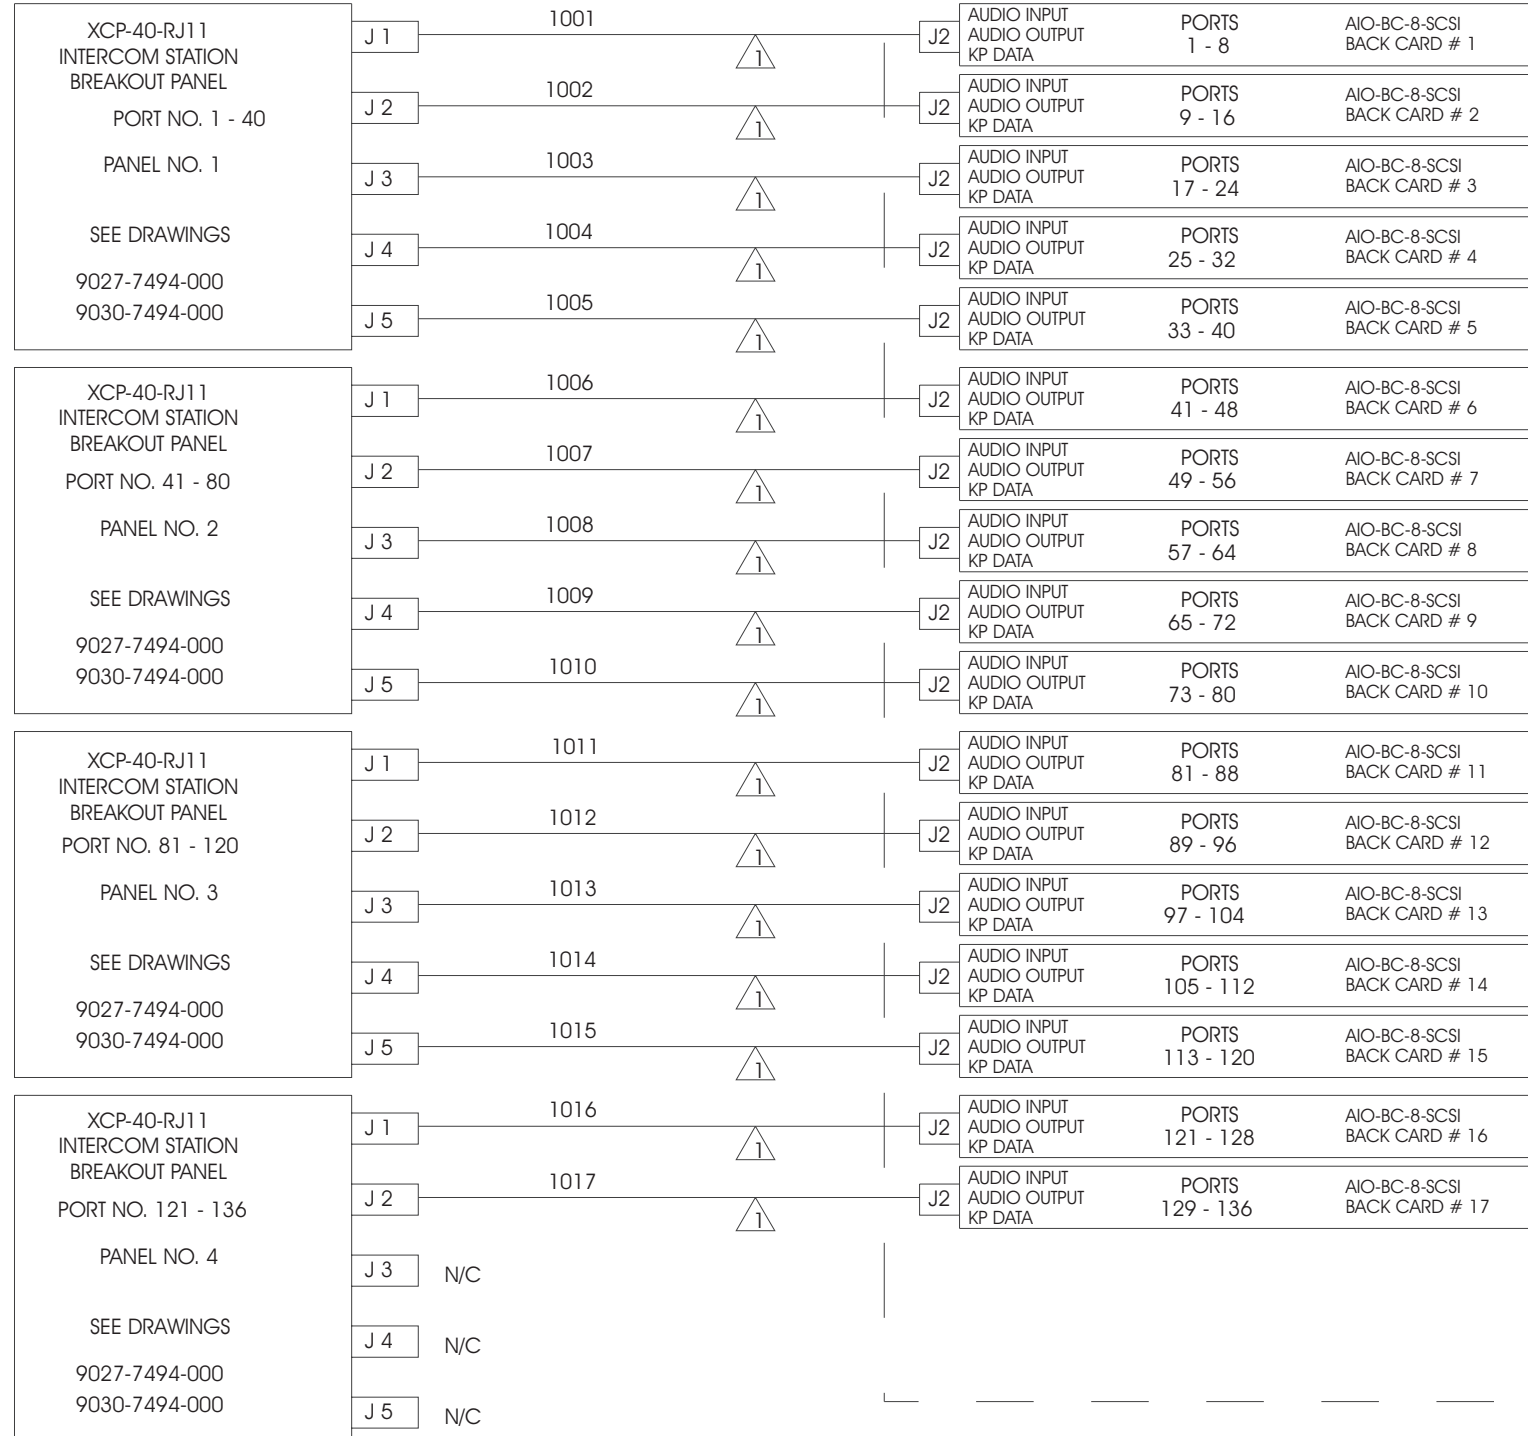 XCP-40-RJ11
INTERCOM STATION
BREAKOUT PANEL
PORT NO. 1 - 40
PANEL NO. 1
SEE DRAWINGS
9027-7494-000
9030-7494-000
J 1
1001
1
J2
AUDIO INPUT
AUDIO OUTPUT
KP DATA
PORTS
1 - 8
AIO-BC-8-SCSI
BACK CARD # 1
J 2
1002
1
J2
AUDIO INPUT
AUDIO OUTPUT
KP DATA
PORTS
9 - 16
AIO-BC-8-SCSI
BACK CARD # 2
J 3
1003
1
J2
AUDIO INPUT
AUDIO OUTPUT
KP DATA
PORTS
17 - 24
AIO-BC-8-SCSI
BACK CARD # 3
J 4
1004
1
J2
AUDIO INPUT
AUDIO OUTPUT
KP DATA
PORTS
25 - 32
AIO-BC-8-SCSI
BACK CARD # 4
J 5
1005
1
J2
AUDIO INPUT
AUDIO OUTPUT
KP DATA
PORTS
33 - 40
AIO-BC-8-SCSI
BACK CARD # 5
XCP-40-RJ11
INTERCOM STATION
BREAKOUT PANEL
PORT NO. 41 - 80
PANEL NO. 2
SEE DRAWINGS
9027-7494-000
9030-7494-000
J 1
1006
1
J2
AUDIO INPUT
AUDIO OUTPUT
KP DATA
PORTS
41 - 48
AIO-BC-8-SCSI
BACK CARD # 6
J 2
1007
1
J2
AUDIO INPUT
AUDIO OUTPUT
KP DATA
PORTS
49 - 56
AIO-BC-8-SCSI
BACK CARD # 7
J 3
1008
1
J2
AUDIO INPUT
AUDIO OUTPUT
KP DATA
PORTS
57 - 64
AIO-BC-8-SCSI
BACK CARD # 8
J 4
1009
1
J2
AUDIO INPUT
AUDIO OUTPUT
KP DATA
PORTS
65 - 72
AIO-BC-8-SCSI
BACK CARD # 9
J 5
1010
1
J2
AUDIO INPUT
AUDIO OUTPUT
KP DATA
PORTS
73 - 80
AIO-BC-8-SCSI
BACK CARD # 10
XCP-40-RJ11
INTERCOM STATION
BREAKOUT PANEL
PORT NO. 81 - 120
PANEL NO. 3
SEE DRAWINGS
9027-7494-000
9030-7494-000
J 1
1011
1
J2
AUDIO INPUT
AUDIO OUTPUT
KP DATA
PORTS
81 - 88
AIO-BC-8-SCSI
BACK CARD # 11
J 2
1012
1
J2
AUDIO INPUT
AUDIO OUTPUT
KP DATA
PORTS
89 - 96
AIO-BC-8-SCSI
BACK CARD # 12
J 3
1013
1
J2
AUDIO INPUT
AUDIO OUTPUT
KP DATA
PORTS
97 - 104
AIO-BC-8-SCSI
BACK CARD # 13
J 4
1014
1
J2
AUDIO INPUT
AUDIO OUTPUT
KP DATA
PORTS
105 - 112
AIO-BC-8-SCSI
BACK CARD # 14
J 5
1015
1
J2
AUDIO INPUT
AUDIO OUTPUT
KP DATA
PORTS
113 - 120
AIO-BC-8-SCSI
BACK CARD # 15
XCP-40-RJ11
INTERCOM STATION
BREAKOUT PANEL
PORT NO. 121 - 136
PANEL NO. 4
SEE DRAWINGS
9027-7494-000
9030-7494-000
J 1
1016
1
J2
AUDIO INPUT
AUDIO OUTPUT
KP DATA
PORTS
121 - 128
AIO-BC-8-SCSI
BACK CARD # 16
J 2
1017
1
J2
AUDIO INPUT
AUDIO OUTPUT
KP DATA
PORTS
129 - 136
AIO-BC-8-SCSI
BACK CARD # 17
J 3
N/C
J 4
N/C
J 5
N/C